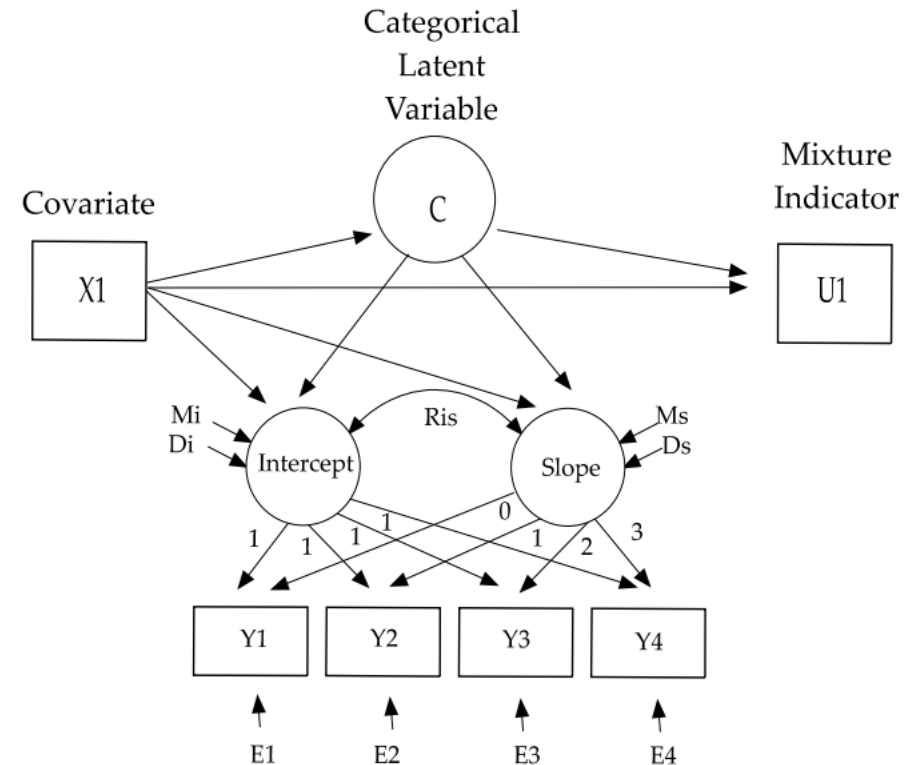 Categorical
Latent
Variable
Mixture
Indicator
Covariate
C
X1
U1
Mi
Di
Ris
Ms
Ds
Intercept
Slope
1
1
1
1
0
1
2
3
Y1
Y2
Y3
Y4
E1
E2
E3
E4